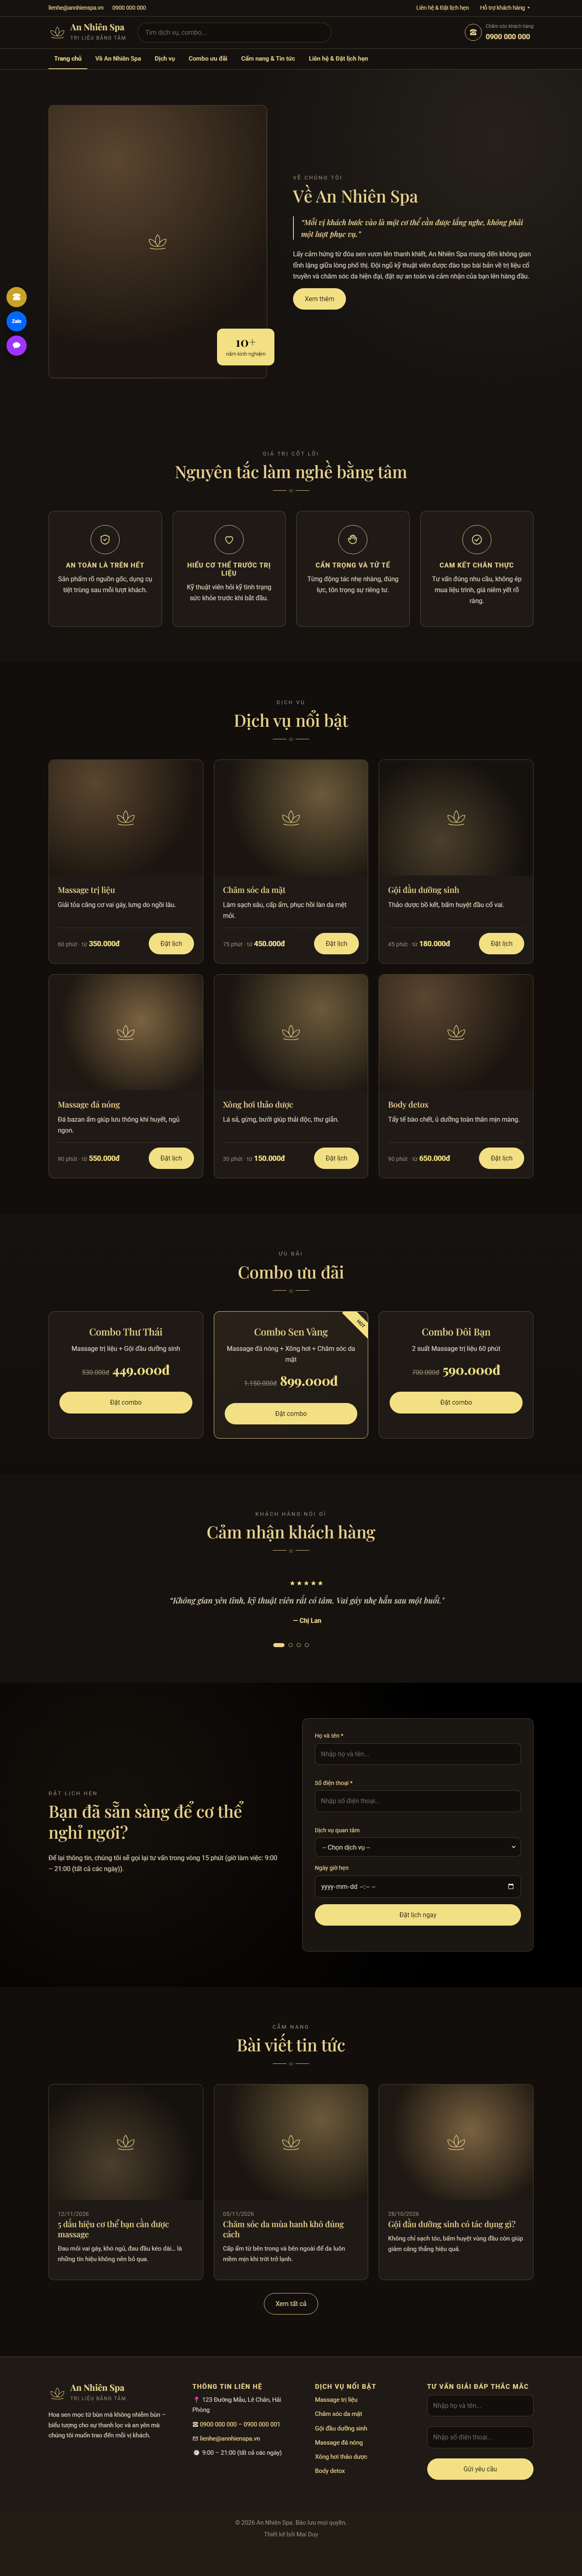 lienhe@annhienspa.vn 0900 000 000 Liên hệ & Đặt lịch hẹn Hỗ trợ khách hàng
An Nhiên Spa
TRỊ LIỆU BẰNG TÂM
Tìm dịch vụ, combo...
Chăm sóc khách hàng
0900 000 000
Trang chủ Về An Nhiên Spa Dịch vụ Combo ưu đãi Cẩm nang & Tin tức Liên hệ & Đặt lịch hẹn
Zalo
10+
năm kinh nghiệm
VỀ CHÚNG TÔI
Về An Nhiên Spa
“Mỗi vị khách bước vào là một cơ thể cần được lắng nghe, không phải
một lượt phục vụ.”
Lấy cảm hứng từ đóa sen vươn lên thanh khiết, An Nhiên Spa mang đến không gian
tĩnh lặng giữa lòng phố thị. Đội ngũ kỹ thuật viên được đào tạo bài bản về trị liệu cổ
truyền và chăm sóc da hiện đại, đặt sự an toàn và cảm nhận của bạn lên hàng đầu.
Xem thêm
GIÁ TRỊ CỐT LÕI
Nguyên tắc làm nghề bằng tâm
AN TOÀN LÀ TRÊN HẾT
Sản phẩm rõ nguồn gốc, dụng cụ
tiệt trùng sau mỗi lượt khách.
HIỂU CƠ THỂ TRƯỚC TRỊ
LIỆU
Kỹ thuật viên hỏi kỹ tình trạng
sức khỏe trước khi bắt đầu.
CẨN TRỌNG VÀ TỬ TẾ
Từng động tác nhẹ nhàng, đúng
lực, tôn trọng sự riêng tư.
CAM KẾT CHÂN THỰC
Tư vấn đúng nhu cầu, không ép
mua liệu trình, giá niêm yết rõ
ràng.
DỊCH VỤ
Dịch vụ nổi bật
Massage trị liệu
Giải tỏa căng cơ vai gáy, lưng do ngồi lâu.
60 phút · từ 350.000đ Đặt lịch
Chăm sóc da mặt
Làm sạch sâu, cấp ẩm, phục hồi làn da mệt
mỏi.
75 phút · từ 450.000đ Đặt lịch
Gội đầu dưỡng sinh
Thảo dược bồ kết, bấm huyệt đầu cổ vai.
45 phút · từ 180.000đ Đặt lịch
Massage đá nóng
Đá bazan ấm giúp lưu thông khí huyết, ngủ
ngon.
90 phút · từ 550.000đ Đặt lịch
Xông hơi thảo dược
Lá sả, gừng, bưởi giúp thải độc, thư giãn.
30 phút · từ 150.000đ Đặt lịch
Body detox
Tẩy tế bào chết, ủ dưỡng toàn thân mịn màng.
90 phút · từ 650.000đ Đặt lịch
ƯU ĐÃI
Combo ưu đãi
Combo Thư Thái
Massage trị liệu + Gội đầu dưỡng sinh
530.000đ 449.000đ
Đặt combo
HOT
Combo Sen Vàng
Massage đá nóng + Xông hơi + Chăm sóc da
mặt
1.150.000đ 899.000đ
Đặt combo
Combo Đôi Bạn
2 suất Massage trị liệu 60 phút
700.000đ 590.000đ
Đặt combo
KHÁCH HÀNG NÓI GÌ
Cảm nhận khách hàng
★★★★★
“Không gian yên tĩnh, kỹ thuật viên rất có tâm. Vai gáy nhẹ hẳn sau một buổi.”
— Chị Lan
ĐẶT LỊCH HẸN
Bạn đã sẵn sàng để cơ thể
nghỉ ngơi?
Để lại thông tin, chúng tôi sẽ gọi lại tư vấn trong vòng 15 phút (giờ làm việc: 9:00
– 21:00 (tất cả các ngày)).
Họ và tên *
Nhập họ và tên...
Số điện thoại *
Nhập số điện thoại...
Dịch vụ quan tâm
-- Chọn dịch vụ --
Ngày giờ hẹn
yyyy-mm-dd --:-- --
Đặt lịch ngay
CẨM NANG
Bài viết tin tức
12/11/2026
5 dấu hiệu cơ thể bạn cần được
massage
Đau mỏi vai gáy, khó ngủ, đau đầu kéo dài... là
những tín hiệu không nên bỏ qua.
05/11/2026
Chăm sóc da mùa hanh khô đúng
cách
Cấp ẩm từ bên trong và bên ngoài để da luôn
mềm mịn khi trời trở lạnh.
28/10/2026
Gội đầu dưỡng sinh có tác dụng gì?
Không chỉ sạch tóc, bấm huyệt vùng đầu còn giúp
giảm căng thẳng hiệu quả.
Xem tất cả
An Nhiên Spa
TRỊ LIỆU BẰNG TÂM
Hoa sen mọc từ bùn mà không nhiễm bùn –
biểu tượng cho sự thanh lọc và an yên mà
chúng tôi muốn trao đến mỗi vị khách.
THÔNG TIN LIÊN HỆ
123 Đường Mẫu, Lê Chân, Hải
Phòng
0900 000 000 – 0900 000 001
lienhe@annhienspa.vn
9:00 – 21:00 (tất cả các ngày)
DỊCH VỤ NỔI BẬT
Massage trị liệu
Chăm sóc da mặt
Gội đầu dưỡng sinh
Massage đá nóng
Xông hơi thảo dược
Body detox
TƯ VẤN GIẢI ĐÁP THẮC MẮC
Nhập họ và tên...
Nhập số điện thoại...
Gửi yêu cầu
© 2026 An Nhiên Spa. Bảo lưu mọi quyền.
Thiết kế bởi Mai Duy